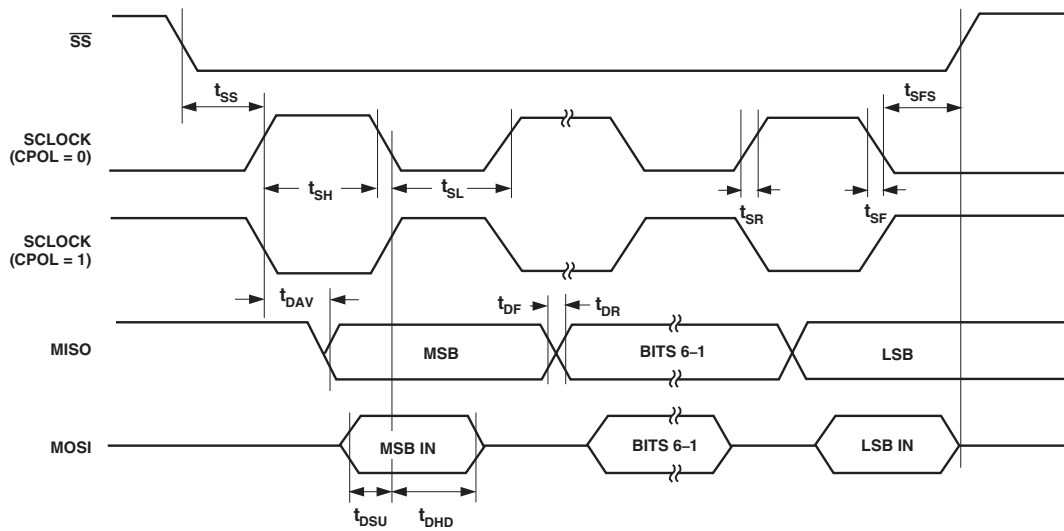 SS
tSS
tSFS
SCLOCK
(CPOL = 0)
tSH
tSL
tSR
tSF
SCLOCK
(CPOL = 1)
tDAV
tDF
tDR
MISO
MSB
BITS 6–1
LSB
MOSI
MSB IN
BITS 6–1
LSB IN
tDSU
tDHD